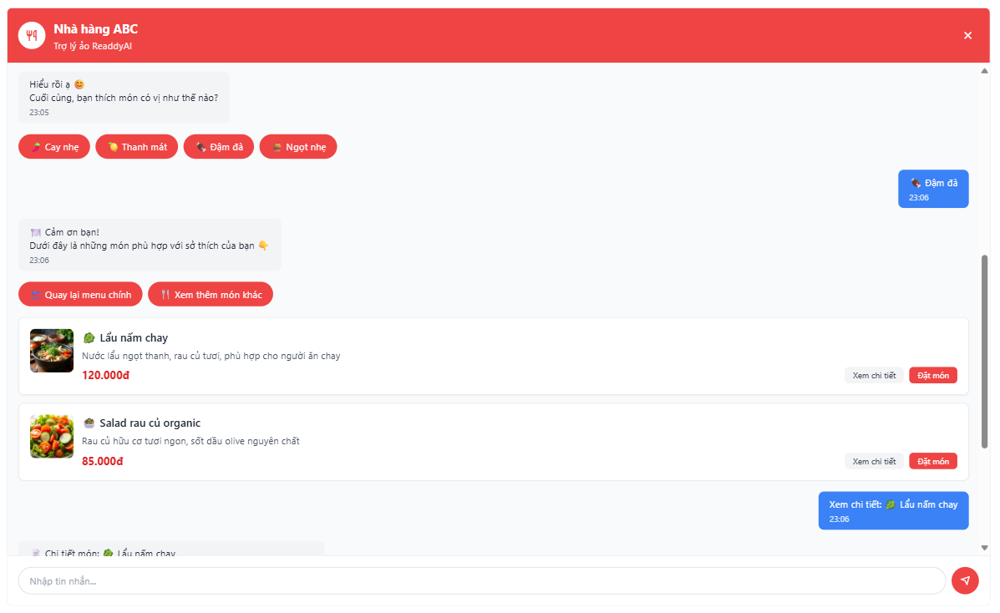 Nhà hàng ABC
Trợ lý ảo ReaddyAI
Hiểu rồi ạ 😊
Cuối cùng, bạn thích món có vị như thế nào?
23:05
🌶️ Cay nhẹ
🍋 Thanh mát
🍫 Đậm đà
🍯 Ngọt nhẹ
🍫 Đậm đà
23:06
🍽️ Cảm ơn bạn!
Dưới đây là những món phù hợp với sở thích của bạn 👇
23:06
Quay lại menu chính
🍴 Xem thêm món khác
🥬 Lẩu nấm chay
Nước lẩu ngọt thanh, rau củ tươi, phù hợp cho người ăn chay
120.000đ
Xem chi tiết
Đặt món
🥗 Salad rau củ organic
Rau củ hữu cơ tươi ngon, sốt dầu olive nguyên chất
85.000đ
Xem chi tiết
Đặt món
Xem chi tiết: 🥬 Lẩu nấm chay
23:06
Chi tiết món: 🥬 Lẩu nấm chay
Nhập tin nhắn...